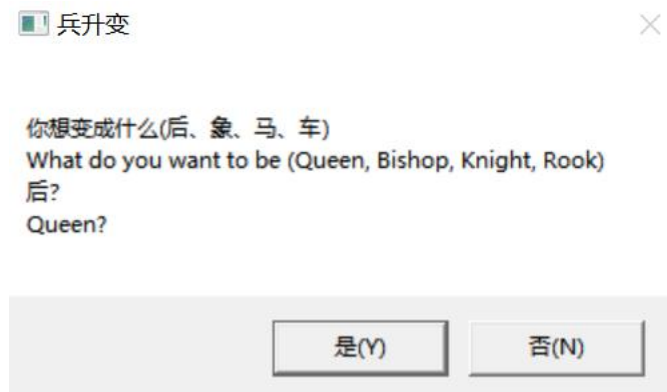 兵升变
你想变成什么(后、象、马、车)
What do you want to be (Queen, Bishop, Knight, Rook)
后?
Queen?
是(Y)
否(N)